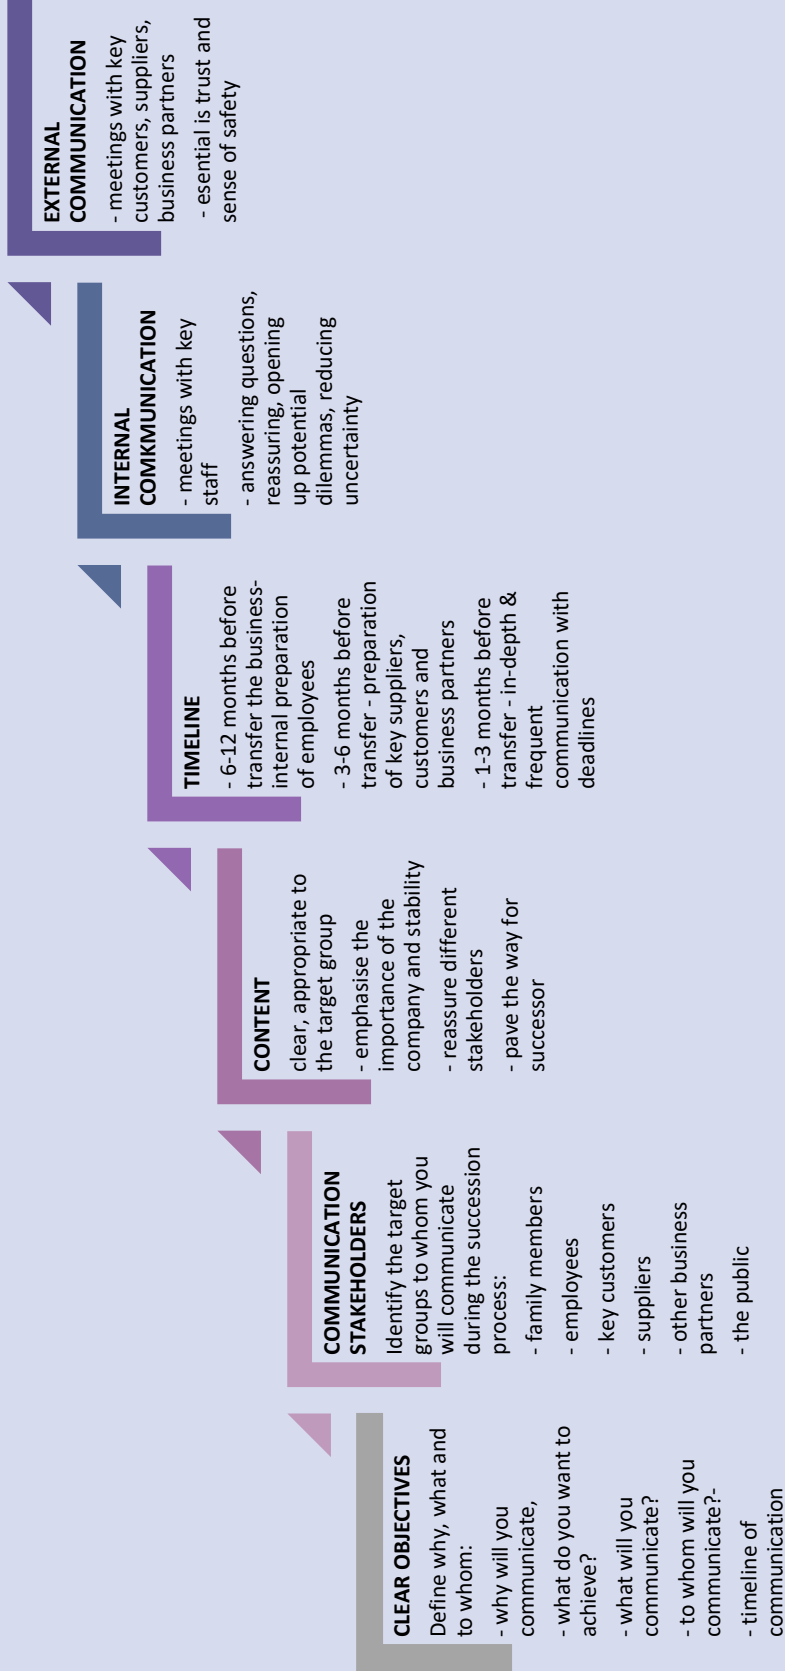 CLEAR OBJECTIVES
Define why, what and
to whom:
- why will you
communicate,
- what do you want to
achieve?
- what will you
communicate?
- to whom will you
communicate?-
- timeline of
communication
COMMUNICATION
STAKEHOLDERS
Identify the target
groups to whom you
will communicate
during the succession
process:
- family members
- employees
- key customers
- suppliers
- other business
partners
- the public
CONTENT
clear, appropriate to
the target group
- emphasise the
importance of the
company and stability
- reassure different
stakeholders
- pave the way for
successor
TIMELINE
- 6-12 months before
transfer the business-
internal preparation
of employees
- 3-6 months before
transfer - preparation
of key suppliers,
customers and
business partners
- 1-3 months before
transfer - in-depth &
frequent
communication with
deadlines
INTERNAL
COMKMUNICATION
- meetings with key
staff
- answering questions,
reassuring, opening
up potential
dilemmas, reducing
uncertainty
EXTERNAL
COMMUNICATION
- meetings with key
customers, suppliers,
business partners
- esential is trust and
sense of safety